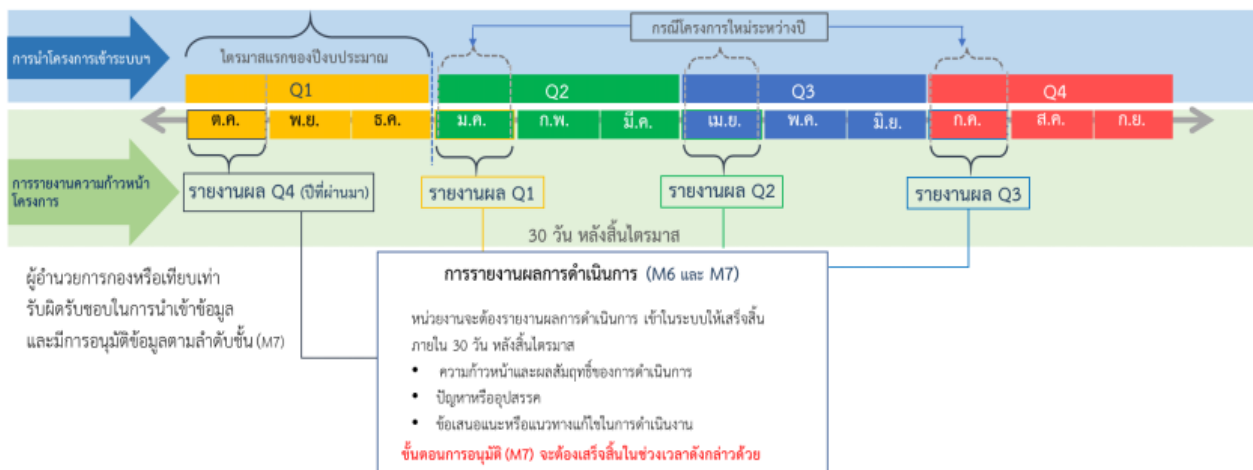 กรณีโครงการใหม่ระหว่างปี
การนำโครงการเข้าระบบฯ
ไตรมาสแรกของปีงบประมาณ
Q1 Q2 Q3 Q4
ต.ค. พ.ย. ธ.ค. ม.ค. ก.พ. มี.ค. เม.ย. พ.ค. มิ.ย. ก.ค. ส.ค. ก.ย.
การรายงานความก้าวหน้า
โครงการ
รายงานผล Q4 (ปีที่ผ่านมา) รายงานผล Q1 รายงานผล Q2 รายงานผล Q3
30 วัน หลังสิ้นไตรมาส
ผู้อำนวยการกองหรือเทียบเท่า
รับผิดรับชอบในการนำเข้าข้อมูล
และมีการอนุมัติข้อมูลตามลำดับชั้น (M7)
การรายงานผลการดำเนินการ (M6 และ M7)
หน่วยงานจะต้องรายงานผลการดำเนินการ เข้าในระบบให้เสร็จสิ้น
ภายใน 30 วัน หลังสิ้นไตรมาส
• ความก้าวหน้าและผลสัมฤทธิ์ของการดำเนินการ
• ปัญหาหรืออุปสรรค
• ข้อเสนอแนะหรือแนวทางแก้ไขในการดำเนินงาน
ขั้นตอนการอนุมัติ (M7) จะต้องเสร็จสิ้นในช่วงเวลาดังกล่าวด้วย